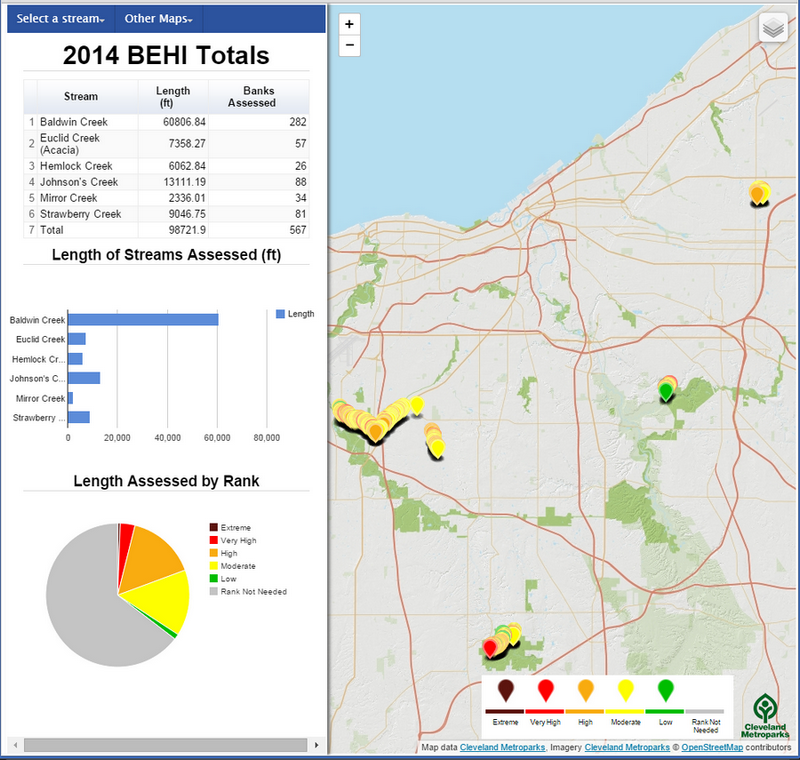 Select a stream Other Maps
2014 BEHI Totals
Stream Length (ft) Banks Assessed
1 Baldwin Creek 60806.84 282
2 Euclid Creek (Acacia) 7358.27 57
3 Hemlock Creek 6062.84 26
4 Johnson's Creek 13111.19 88
5 Mirror Creek 2336.01 34
6 Strawberry Creek 9046.75 81
7 Total 98721.9 567
Length of Streams Assessed (ft)
Length
Baldwin Creek
Euclid Creek
Hemlock Cr...
Johnson's C...
Mirror Creek
Strawberry ...
0 20,000 40,000 60,000 80,000
Length Assessed by Rank
Extreme
Very High
High
Moderate
Low
Rank Not Needed
+
−
Extreme Very High High Moderate Low Rank Not Needed
Cleveland Metroparks
Map data Cleveland Metroparks, Imagery Cleveland Metroparks © OpenStreetMap contributors